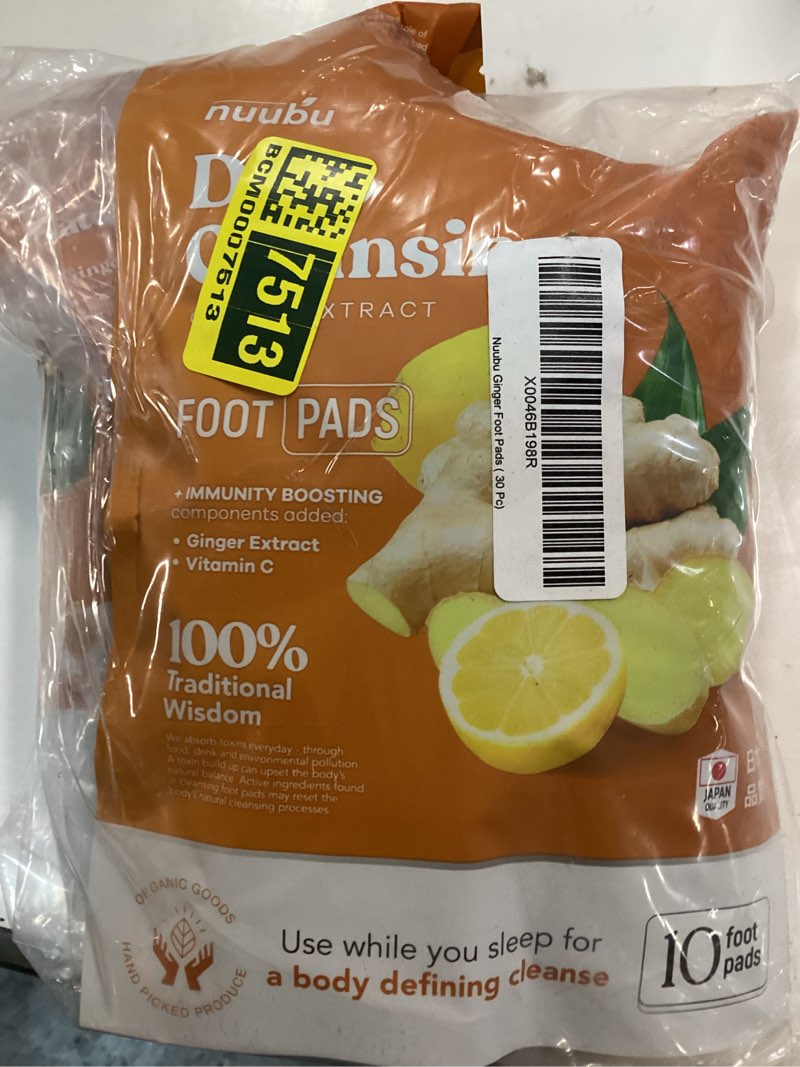 nuubu
BCM0007513
7513
nsi
XTRACT
FOOT PADS
X0046B198R
Nuubu Ginger Foot Pads ( 30 Pc)
+ IMMUNITY BOOSTING
components added:
• Ginger Extract
• Vitamin C
100%
Traditional
Wisdom
We absorb toxins everyday - through
food, drink and environmental pollution.
A toxin build-up can upset the body's
natural balance. Active ingredients found
in cleansing foot pads may reset the
body's natural cleansing processes.
JAPAN
QUALITY
ORGANIC GOODS
HAND PICKED PRODUCE
Use while you sleep for
a body defining cleanse
10 foot
pads